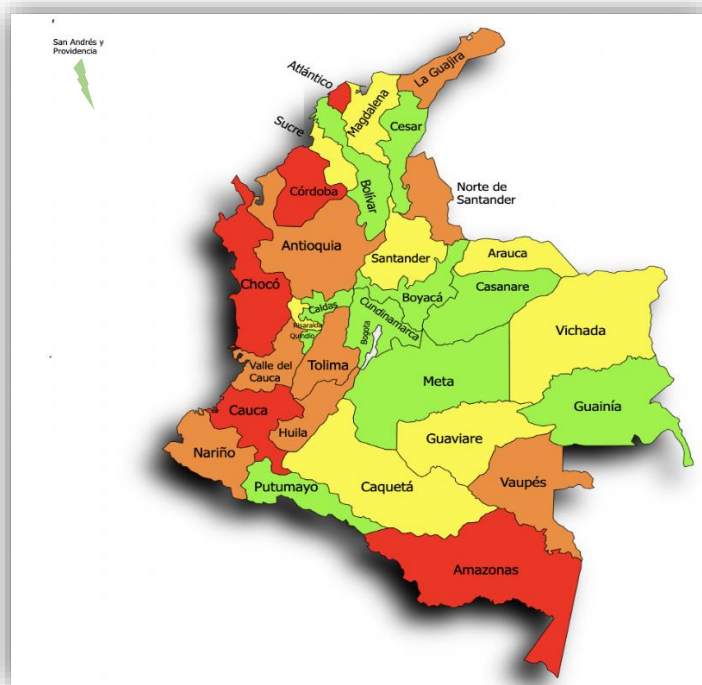 San Andrés y
Providencia
La Guajira
Atlántico
Magdalena
Cesar
Sucre
Norte de
Santander
Córdoba
Bolívar
Antioquia
Santander
Arauca
Chocó
Boyacá
Casanare
Caldas
Cundinamarca
Risaralda
Quindío
Bogota
Vichada
Valle del
Cauca
Tolima
Meta
Cauca
Guainía
Huila
Guaviare
Nariño
Putumayo
Caquetá
Vaupés
Amazonas